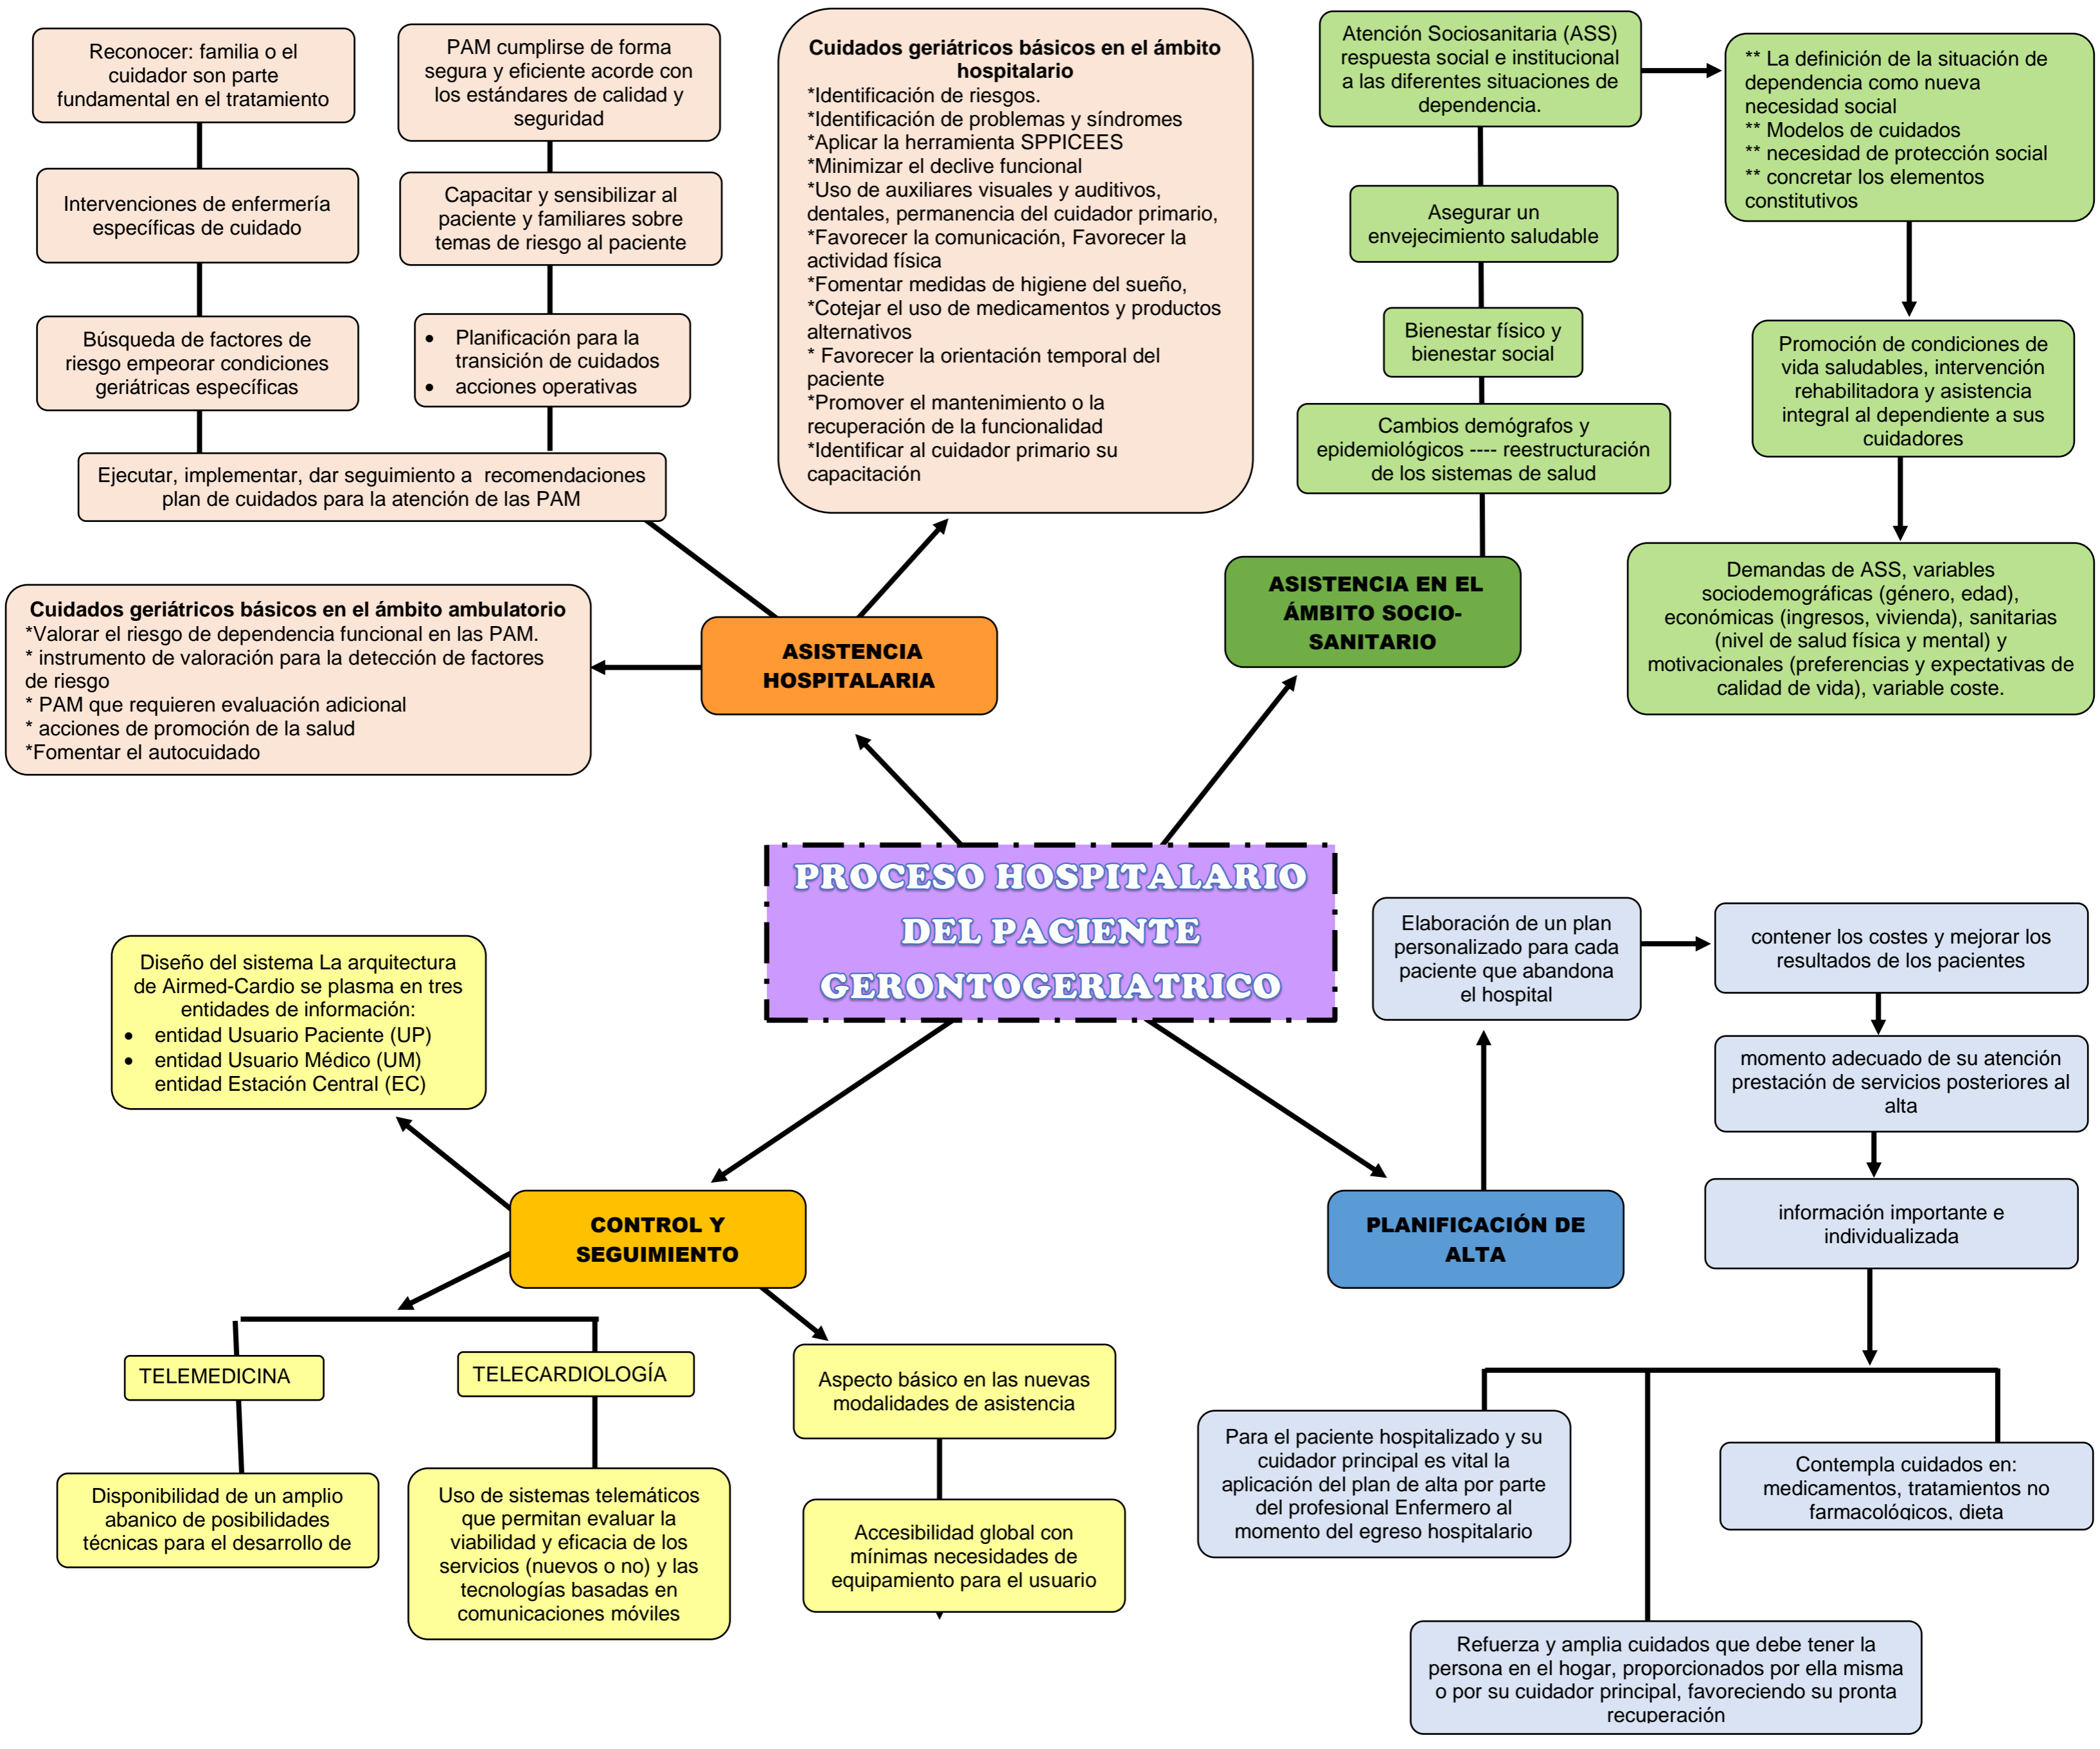 Reconocer: familia o el
cuidador son parte
fundamental en el tratamiento
Intervenciones de enfermería
específicas de cuidado
Búsqueda de factores de
riesgo empeorar condiciones
geriátricas específicas
PAM cumplirse de forma
segura y eficiente acorde con
los estándares de calidad y
seguridad
Capacitar y sensibilizar al
paciente y familiares sobre
temas de riesgo al paciente
• Planificación para la
transición de cuidados
• acciones operativas
Ejecutar, implementar, dar seguimiento a recomendaciones
plan de cuidados para la atención de las PAM
Cuidados geriátricos básicos en el ámbito
hospitalario
*Identificación de riesgos.
*Identificación de problemas y síndromes
*Aplicar la herramienta SPPICEES
*Minimizar el declive funcional
*Uso de auxiliares visuales y auditivos,
dentales, permanencia del cuidador primario,
*Favorecer la comunicación, Favorecer la
actividad física
*Fomentar medidas de higiene del sueño,
*Cotejar el uso de medicamentos y productos
alternativos
* Favorecer la orientación temporal del
paciente
*Promover el mantenimiento o la
recuperación de la funcionalidad
*Identificar al cuidador primario su
capacitación
Cuidados geriátricos básicos en el ámbito ambulatorio
*Valorar el riesgo de dependencia funcional en las PAM.
* instrumento de valoración para la detección de factores
de riesgo
* PAM que requieren evaluación adicional
* acciones de promoción de la salud
*Fomentar el autocuidado
ASISTENCIA
HOSPITALARIA
Atención Sociosanitaria (ASS)
respuesta social e institucional
a las diferentes situaciones de
dependencia.
Asegurar un
envejecimiento saludable
Bienestar físico y
bienestar social
Cambios demógrafos y
epidemiológicos ---- reestructuración
de los sistemas de salud
ASISTENCIA EN EL
ÁMBITO SOCIO-
SANITARIO
** La definición de la situación de
dependencia como nueva
necesidad social
** Modelos de cuidados
** necesidad de protección social
** concretar los elementos
constitutivos
Promoción de condiciones de
vida saludables, intervención
rehabilitadora y asistencia
integral al dependiente a sus
cuidadores
Demandas de ASS, variables
sociodemográficas (género, edad),
económicas (ingresos, vivienda), sanitarias
(nivel de salud física y mental) y
motivacionales (preferencias y expectativas de
calidad de vida), variable coste.
PROCESO HOSPITALARIO
DEL PACIENTE
GERONTOGERIATRICO
Diseño del sistema La arquitectura
de Airmed-Cardio se plasma en tres
entidades de información:
• entidad Usuario Paciente (UP)
• entidad Usuario Médico (UM)
entidad Estación Central (EC)
CONTROL Y
SEGUIMIENTO
TELEMEDICINA
Disponibilidad de un amplio
abanico de posibilidades
técnicas para el desarrollo de
TELECARDIOLOGÍA
Uso de sistemas telemáticos
que permitan evaluar la
viabilidad y eficacia de los
servicios (nuevos o no) y las
tecnologías basadas en
comunicaciones móviles
Aspecto básico en las nuevas
modalidades de asistencia
Accesibilidad global con
mínimas necesidades de
equipamiento para el usuario
PLANIFICACIÓN DE
ALTA
Elaboración de un plan
personalizado para cada
paciente que abandona
el hospital
contener los costes y mejorar los
resultados de los pacientes
momento adecuado de su atención
prestación de servicios posteriores al
alta
información importante e
individualizada
Para el paciente hospitalizado y su
cuidador principal es vital la
aplicación del plan de alta por parte
del profesional Enfermero al
momento del egreso hospitalario
Contempla cuidados en:
medicamentos, tratamientos no
farmacológicos, dieta
Refuerza y amplia cuidados que debe tener la
persona en el hogar, proporcionados por ella misma
o por su cuidador principal, favoreciendo su pronta
recuperación